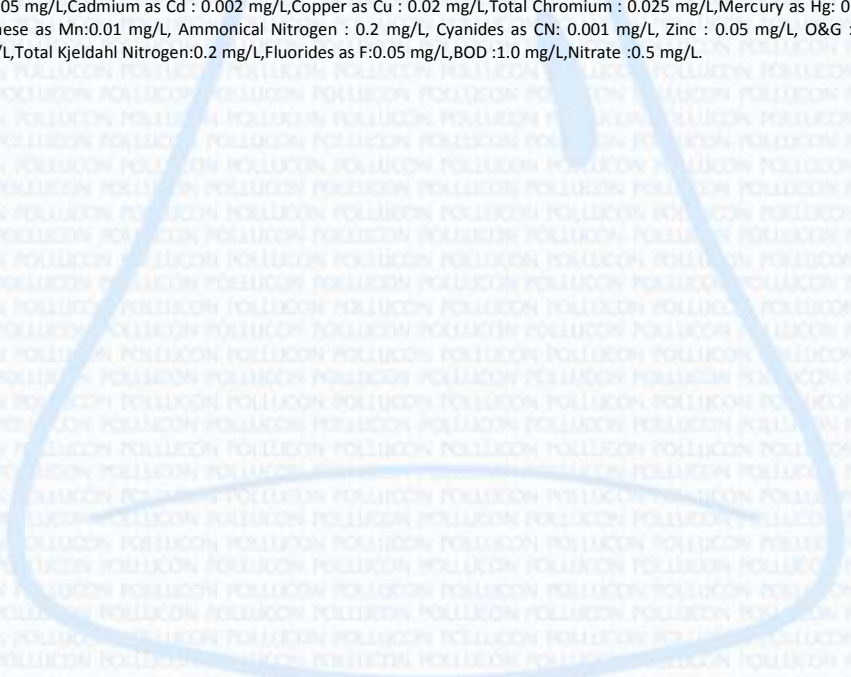 05 mg/L,Cadmium as Cd : 0.002 mg/L,Copper as Cu : 0.02 mg/L,Total Chromium : 0.025 mg/L,Mercury as Hg: 0
ese as Mn:0.01 mg/L, Ammonical Nitrogen : 0.2 mg/L, Cyanides as CN: 0.001 mg/L, Zinc : 0.05 mg/L, O&G :
/L,Total Kjeldahl Nitrogen:0.2 mg/L,Fluorides as F:0.05 mg/L,BOD :1.0 mg/L,Nitrate :0.5 mg/L.